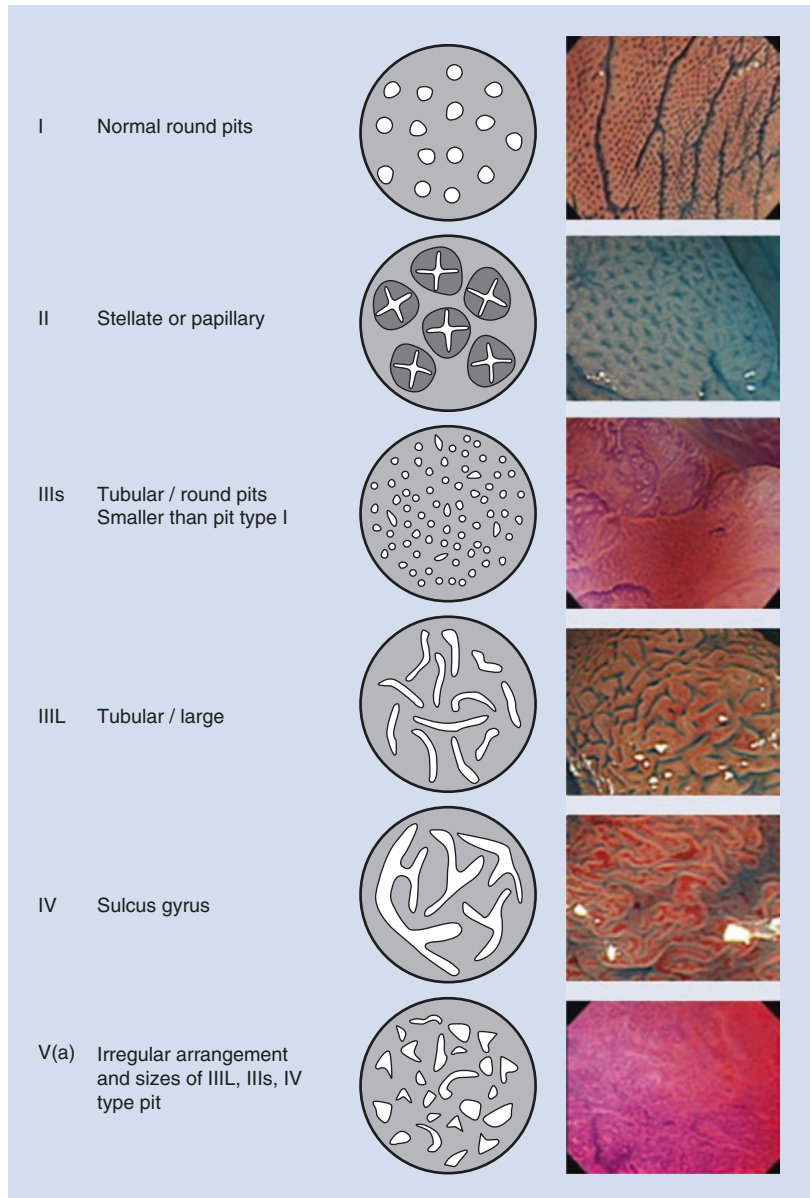 I Normal round pits
II Stellate or papillary
IIIs Tubular / round pits
Smaller than pit type I
IIIL Tubular / large
IV Sulcus gyrus
V(a) Irregular arrangement
and sizes of IIIL, IIIs, IV
type pit